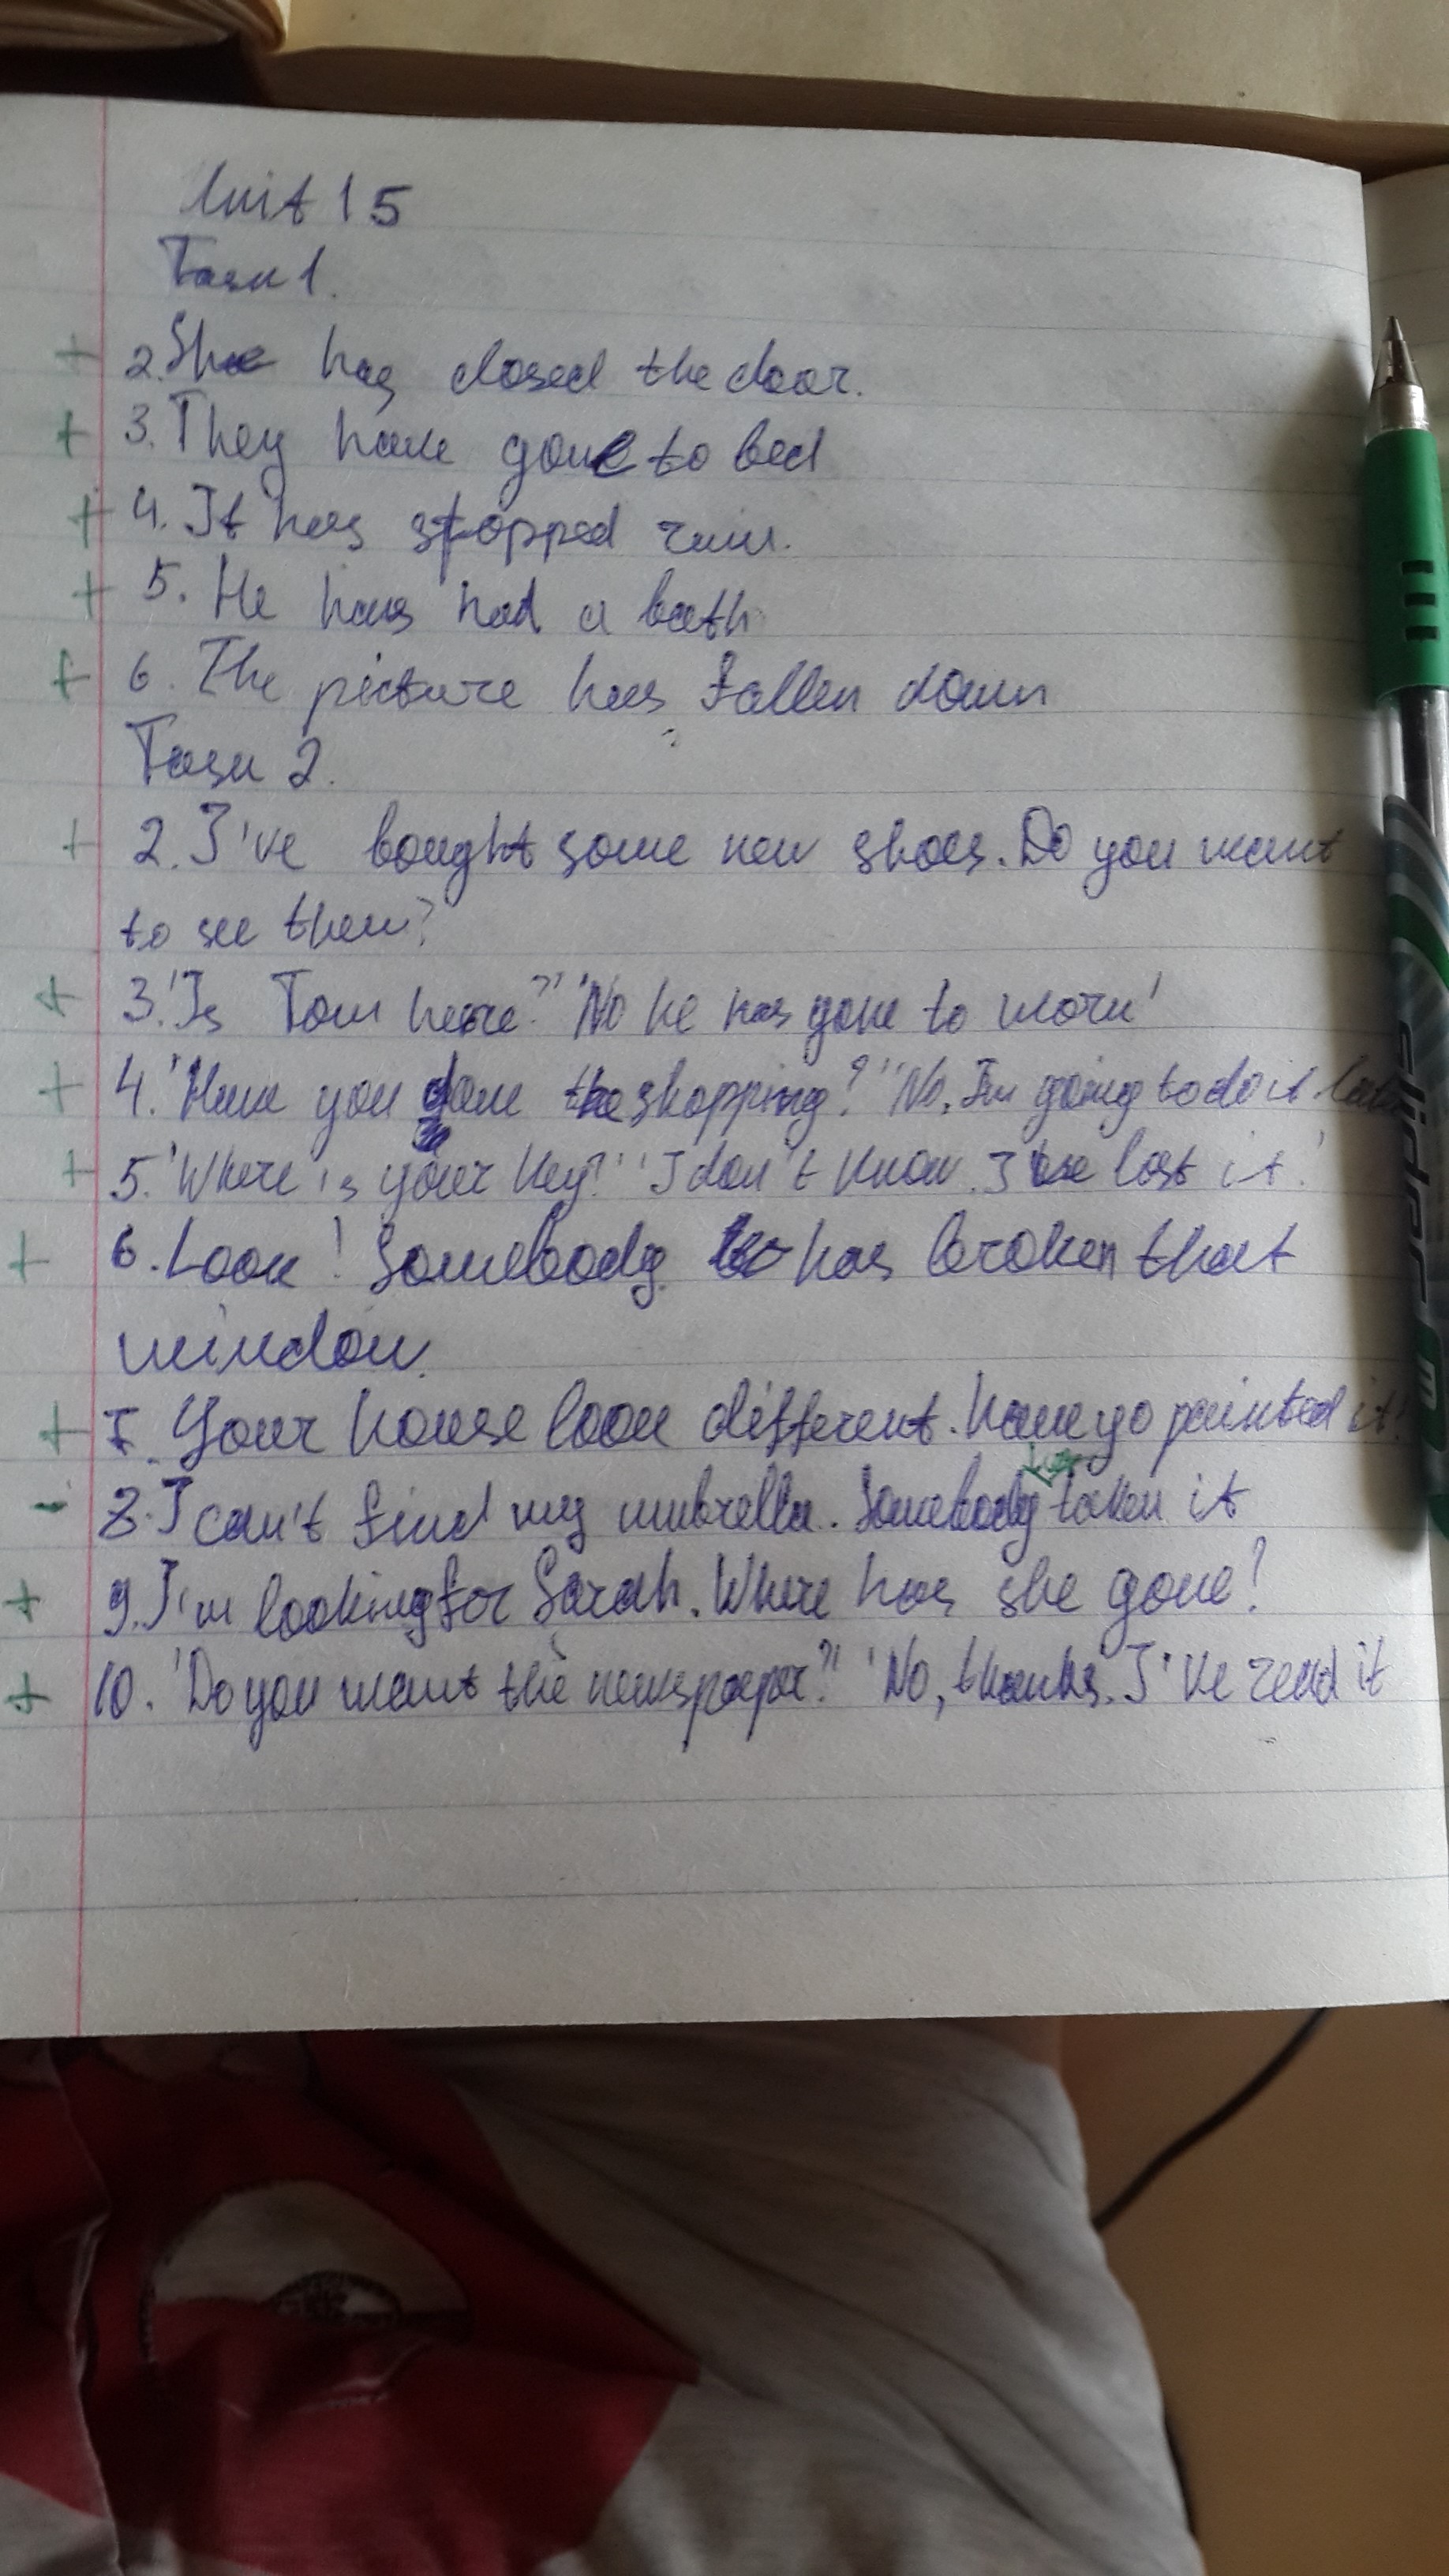 Unit 15
Task 1.
+ 2. She has closed the door.
+ 3. They have gone to bed
+ 4. It has stopped rain.
+ 5. He has had a bath
+ 6. The picture has fallen down
Task 2.
+ 2. I've bought some new shoes. Do you want
to see them?
+ 3. 'Is Tom here?' 'No he has gone to work'
+ 4. 'Have you done the shopping?' 'No, I'm going to do it later
+ 5. 'Where is your key?' 'I don't know. I've lost it.'
+ 6. Look! Somebody has broken that
window.
+ 7. Your house look different. Have yo painted it?
- 8. I can't find my umbrella. Somebody has taken it
+ 9. I'm looking for Sarah. Where has she gone?
+ 10. 'Do you want the newspaper?' 'No, thanks. I've read it